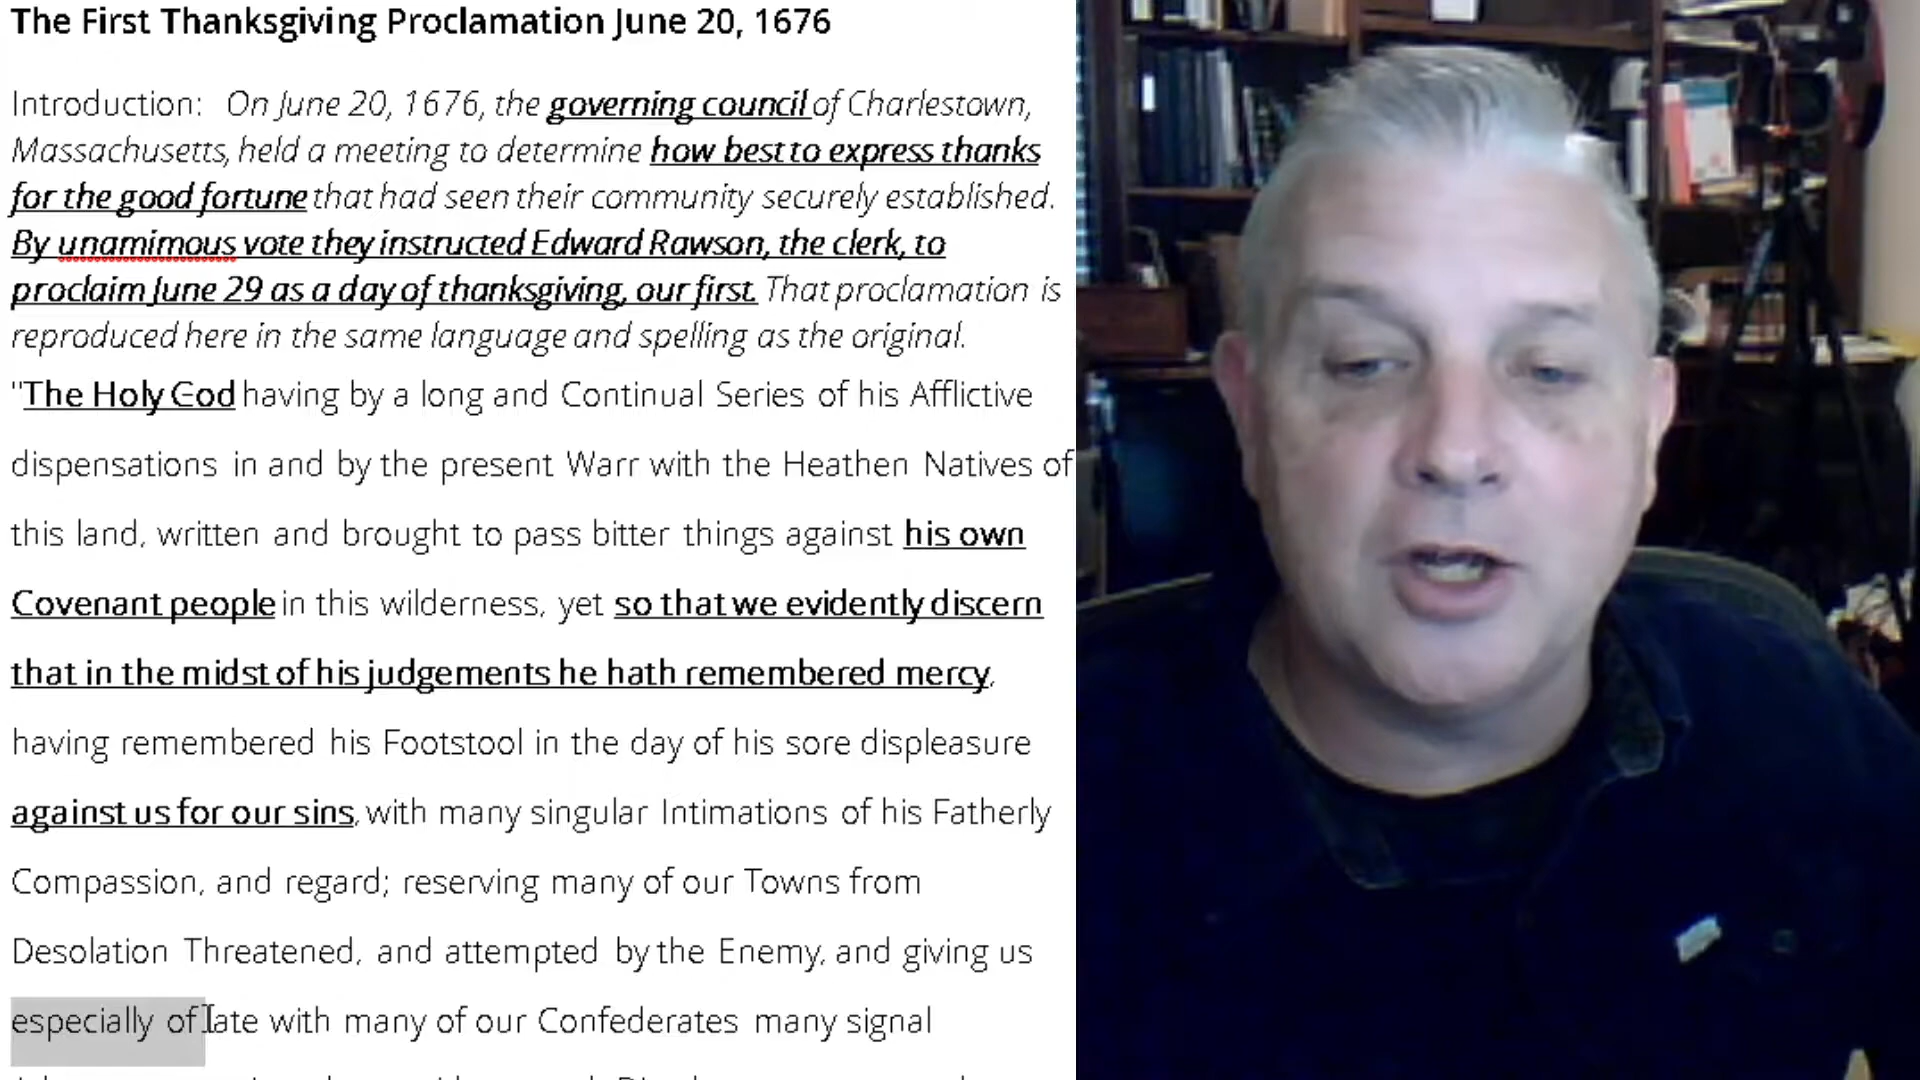 The First Thanksgiving Proclamation June 20, 1676
Introduction: On June 20, 1676, the governing council of Charlestown,
Massachusetts, held a meeting to determine how best to express thanks
for the good fortune that had seen their community securely established.
By unamimous vote they instructed Edward Rawson, the clerk, to
proclaim June 29 as a day of thanksgiving, our first. That proclamation is
reproduced here in the same language and spelling as the original.
"The Holy God having by a long and Continual Series of his Afflictive
dispensations in and by the present Warr with the Heathen Natives of
this land, written and brought to pass bitter things against his own
Covenant people in this wilderness, yet so that we evidently discern
that in the midst of his judgements he hath remembered mercy,
having remembered his Footstool in the day of his sore displeasure
against us for our sins, with many singular Intimations of his Fatherly
Compassion, and regard; reserving many of our Towns from
Desolation Threatened, and attempted by the Enemy, and giving us
especially of late with many of our Confederates many signal